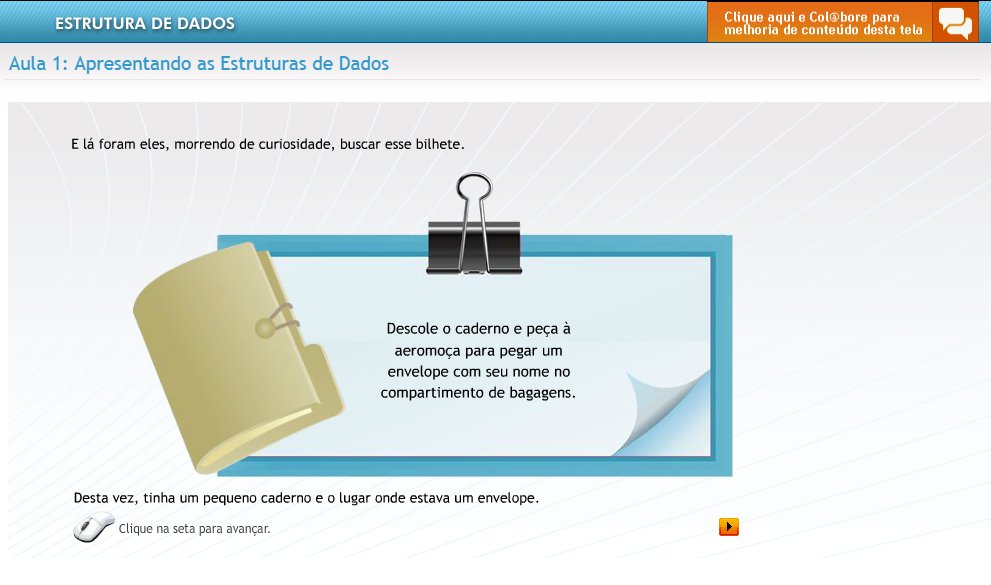 ESTRUTURA DE DADOS
Clique aqui e Col@bore para
melhoria de conteúdo desta tela
Aula 1: Apresentando as Estruturas de Dados
E lá foram eles, morrendo de curiosidade, buscar esse bilhete.
Descole o caderno e peça à
aeromoça para pegar um
envelope com seu nome no
compartimento de bagagens.
Desta vez, tinha um pequeno caderno e o lugar onde estava um envelope.
Clique na seta para avançar.